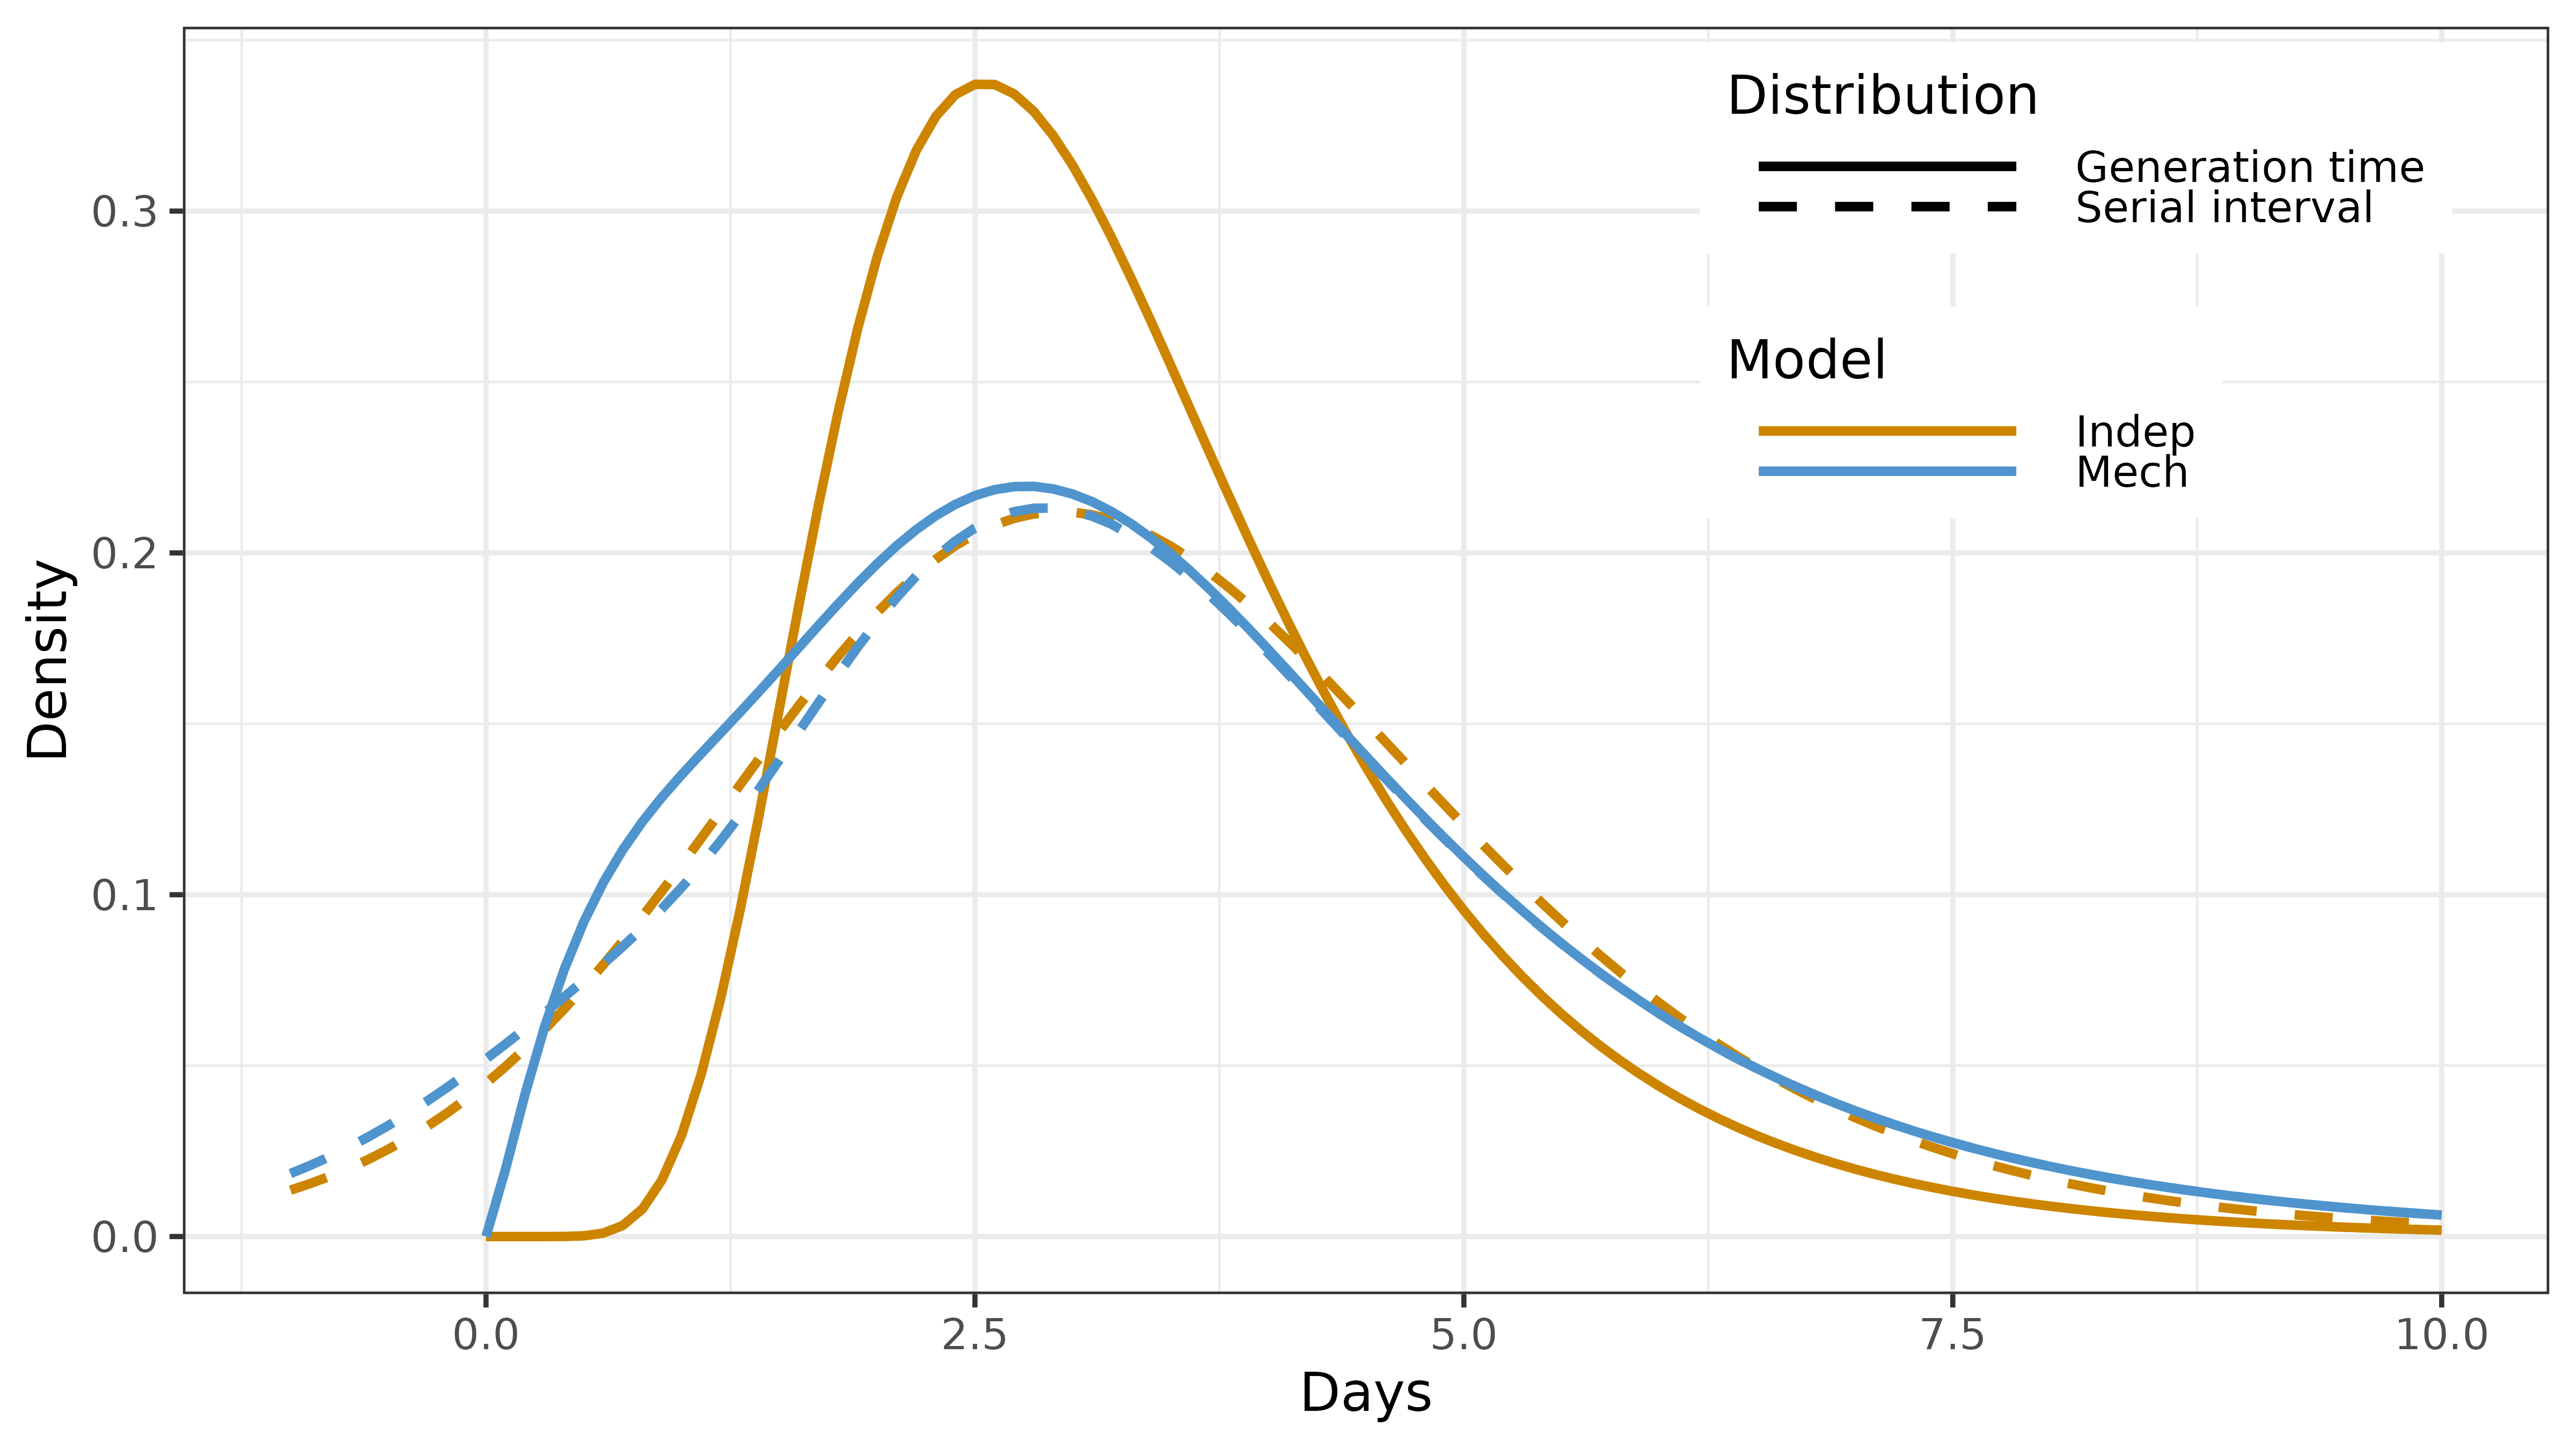 Distribution
Generation time
Serial interval
Model
Indep
Mech
Density
0.3
0.2
0.1
0.0
0.0 2.5 5.0 7.5 10.0
Days